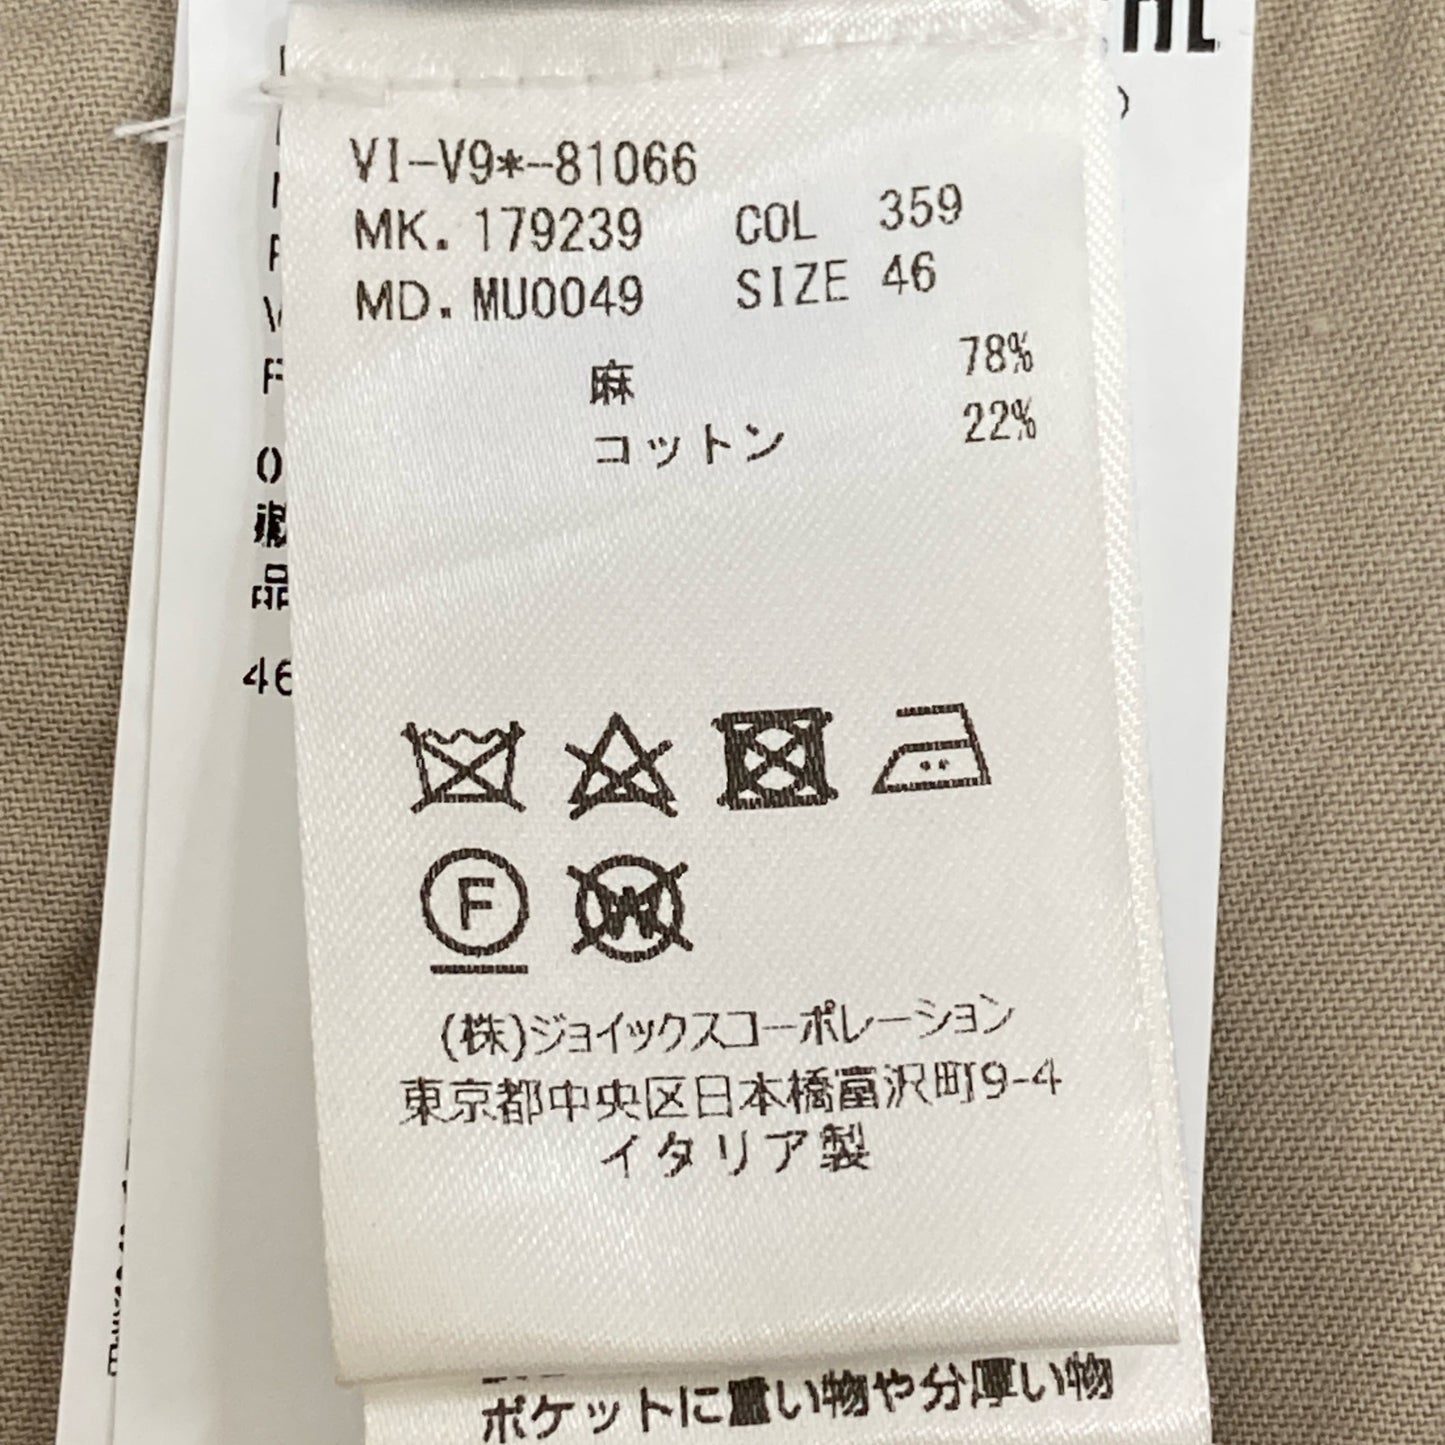 VI-V9*-81066
MK. 179239 COL 359
MD. MU0049 SIZE 46
麻 78%
コットン 22%
F
W
(株)ジョイックスコーポレーション
東京都中央区日本橋富沢町9-4
イタリア製
ポケットに重い物や分厚い物
品
46